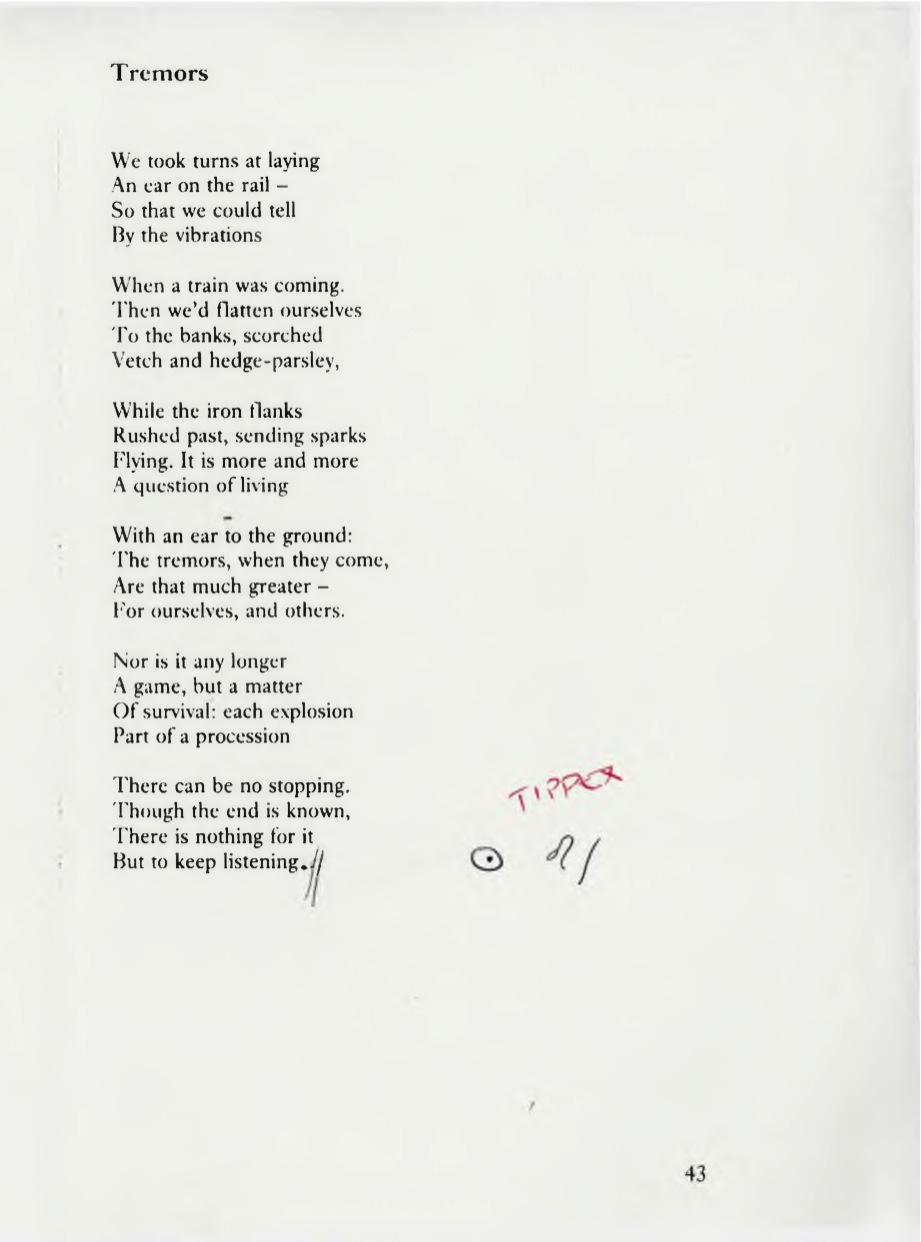 Tremors

We took turns at laying
An ear on the rail –
So that we could tell
By the vibrations

When a train was coming.
Then we'd flatten ourselves
To the banks, scorched
Vetch and hedge-parsley,

While the iron flanks
Rushed past, sending sparks
Flying. It is more and more
A question of living

With an ear to the ground:
The tremors, when they come,
Are that much greater –
For ourselves, and others.

Nor is it any longer
A game, but a matter
Of survival: each explosion
Part of a procession

There can be no stopping.
Though the end is known,
There is nothing for it
But to keep listening.
TIPPEX
43